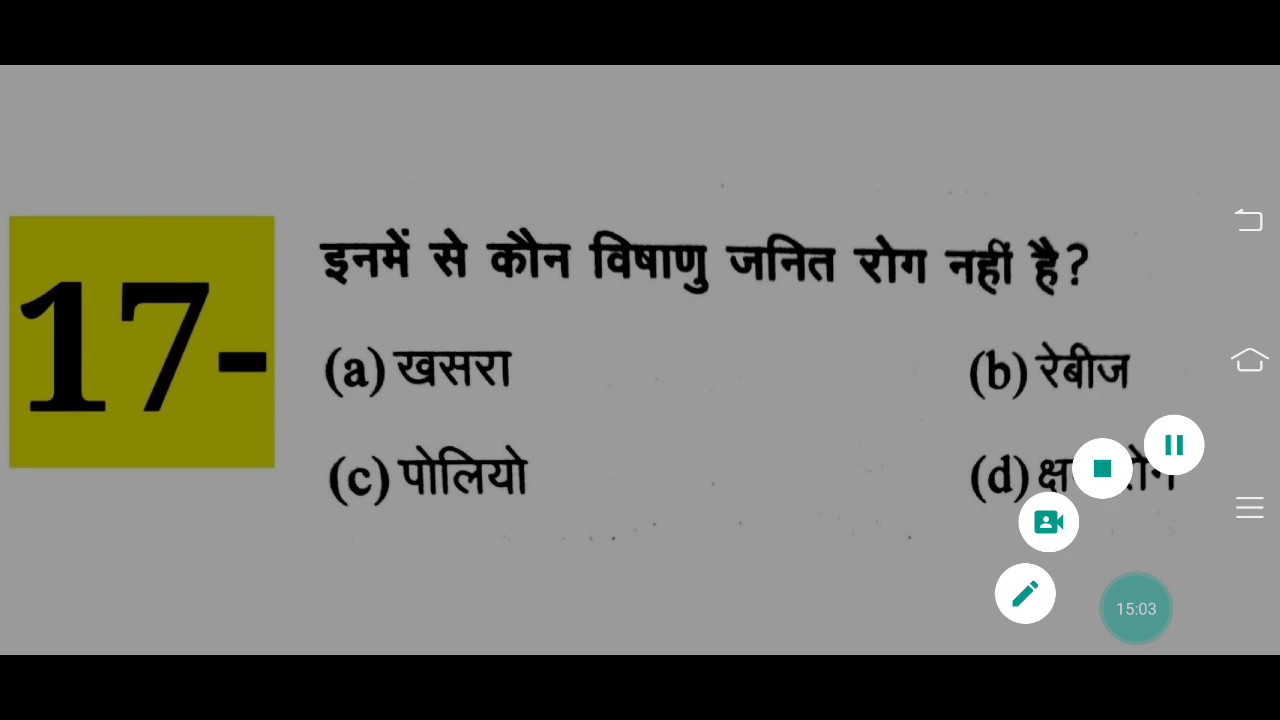 17-
इनमें से कौन विषाणु जनित रोग नहीं है?
(a) खसरा
(b) रेबीज
(c) पोलियो
(d)
15:03